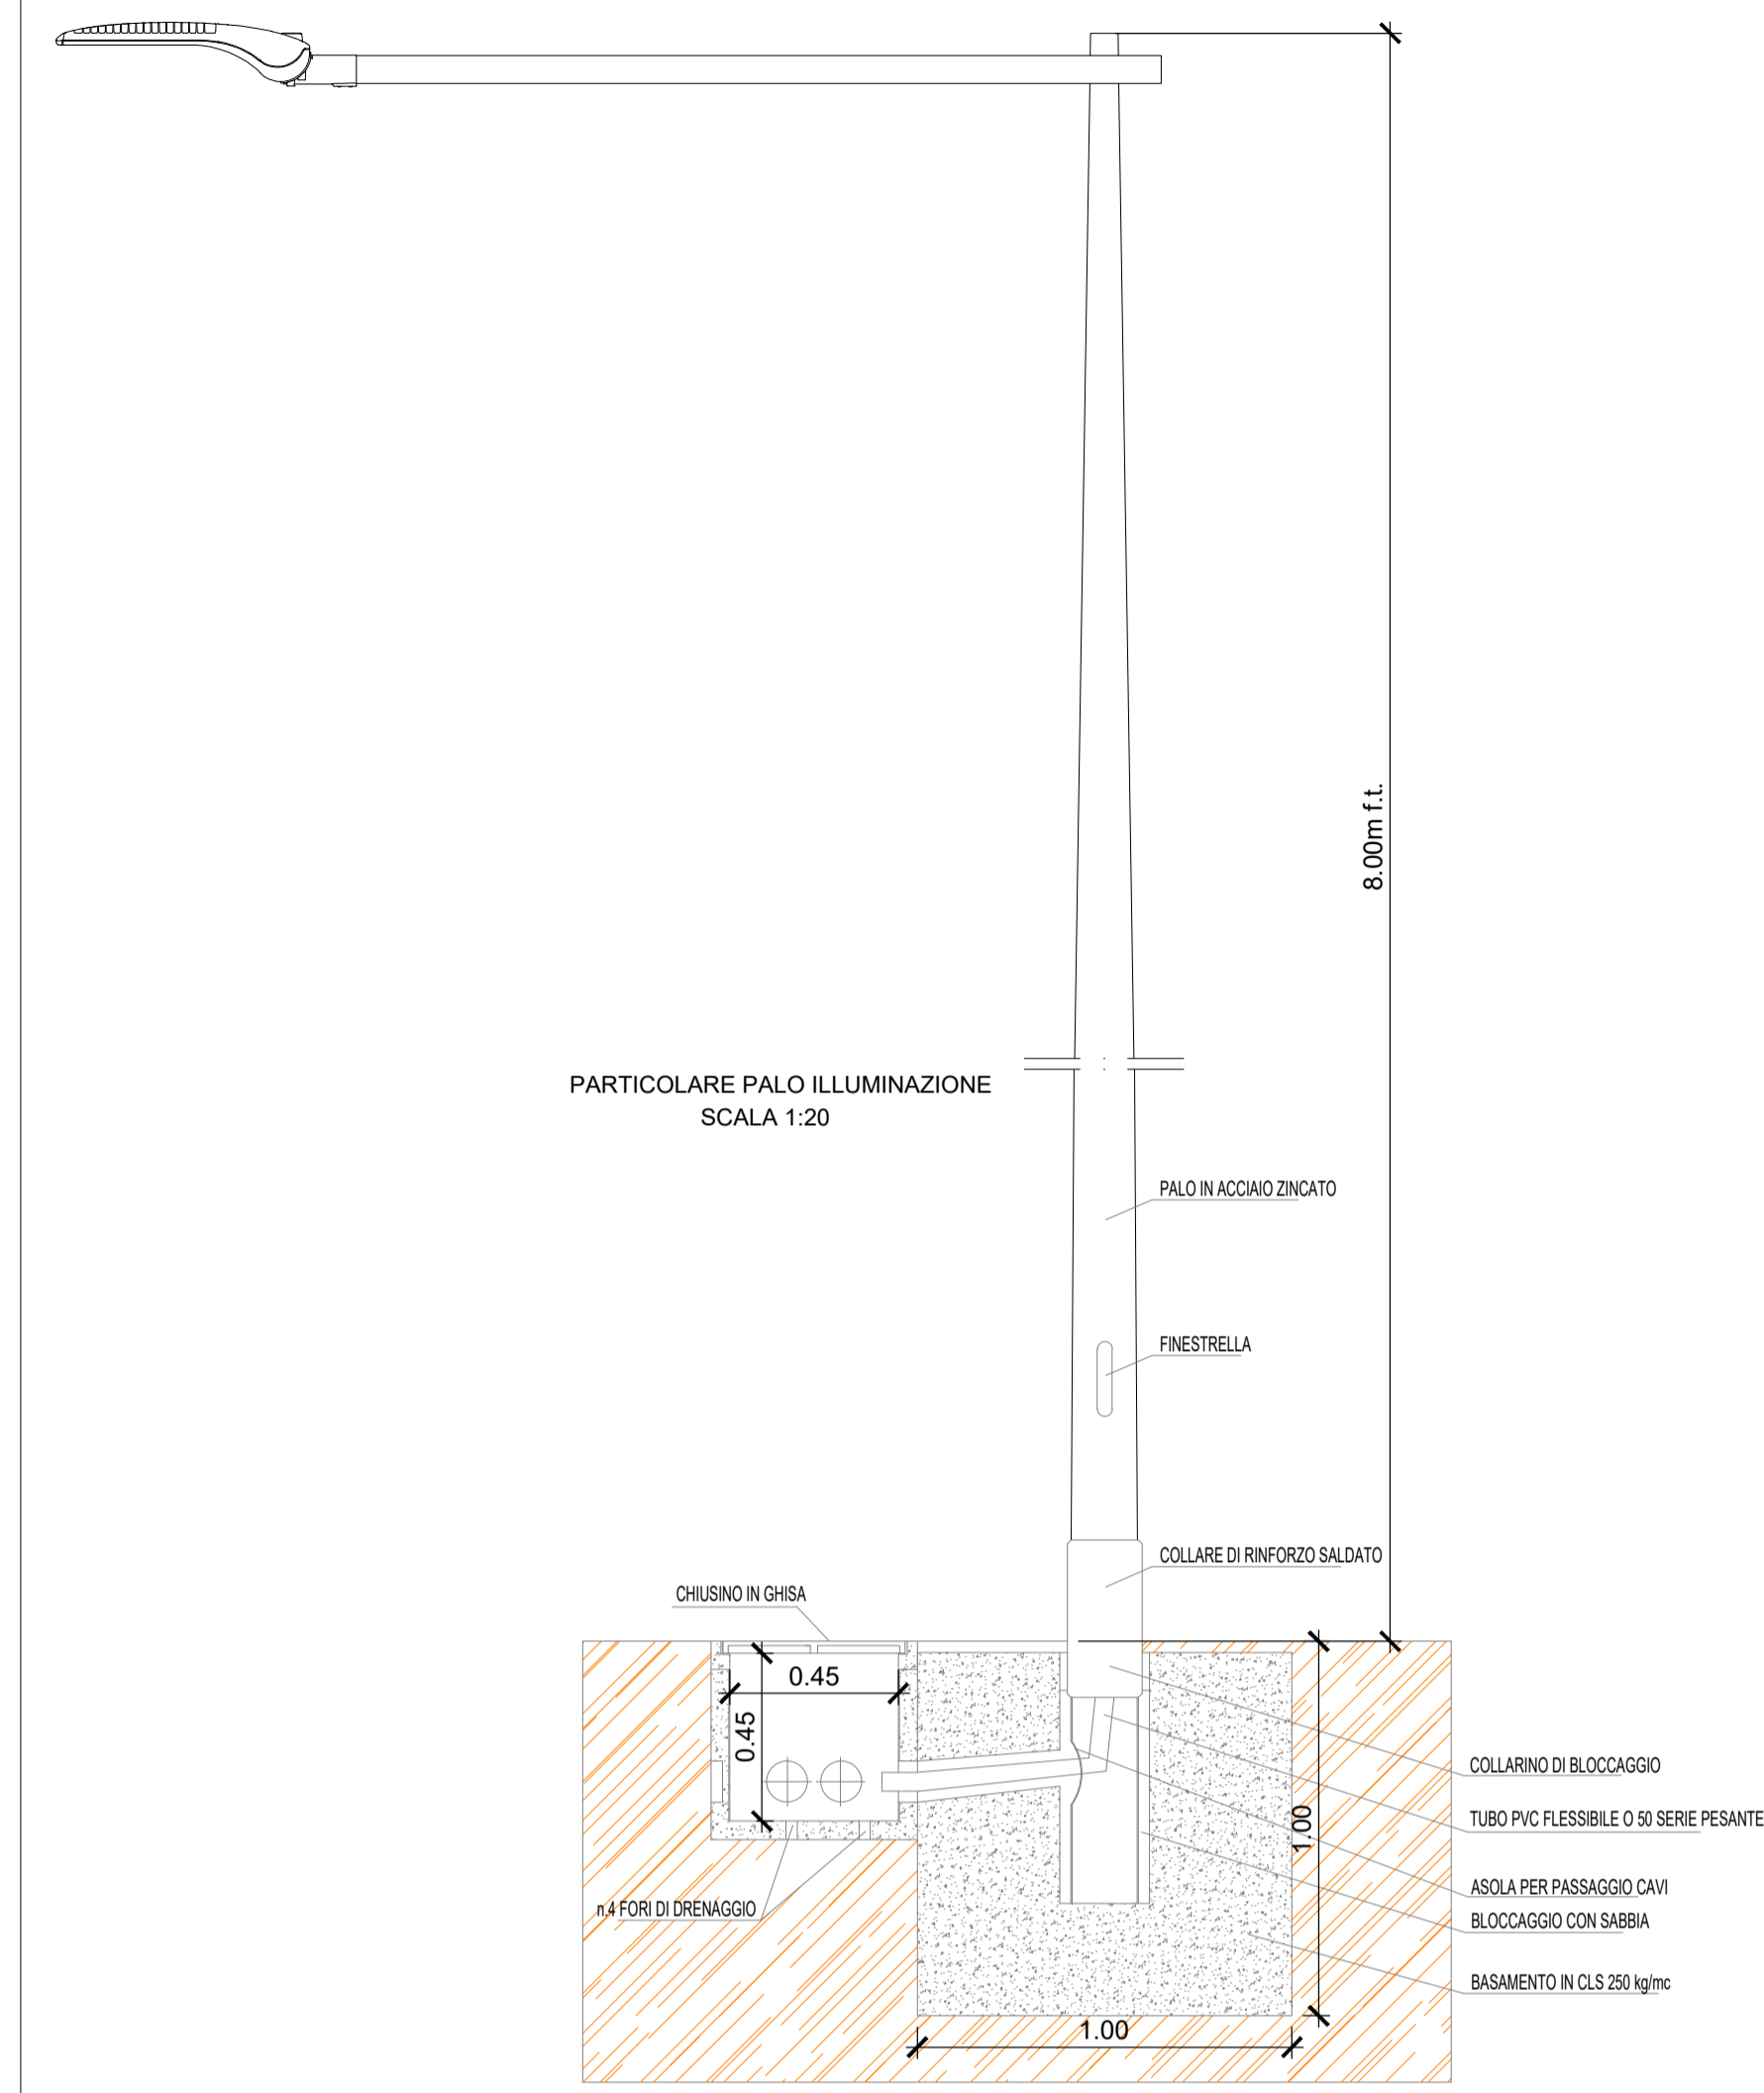 8.00m f.t.
PARTICOLARE PALO ILLUMINAZIONE
SCALA 1:20
PALO IN ACCIAIO ZINCATO
FINESTRELLA
COLLARE DI RINFORZO SALDATO
CHIUSINO IN GHISA
0.45
0.45
COLLARINO DI BLOCCAGGIO
1.00
TUBO PVC FLESSIBILE O 50 SERIE PESANTE
ASOLA PER PASSAGGIO CAVI
n.4 FORI DI DRENAGGIO
BLOCCAGGIO CON SABBIA
BASAMENTO IN CLS 250 kg/mc
1.00